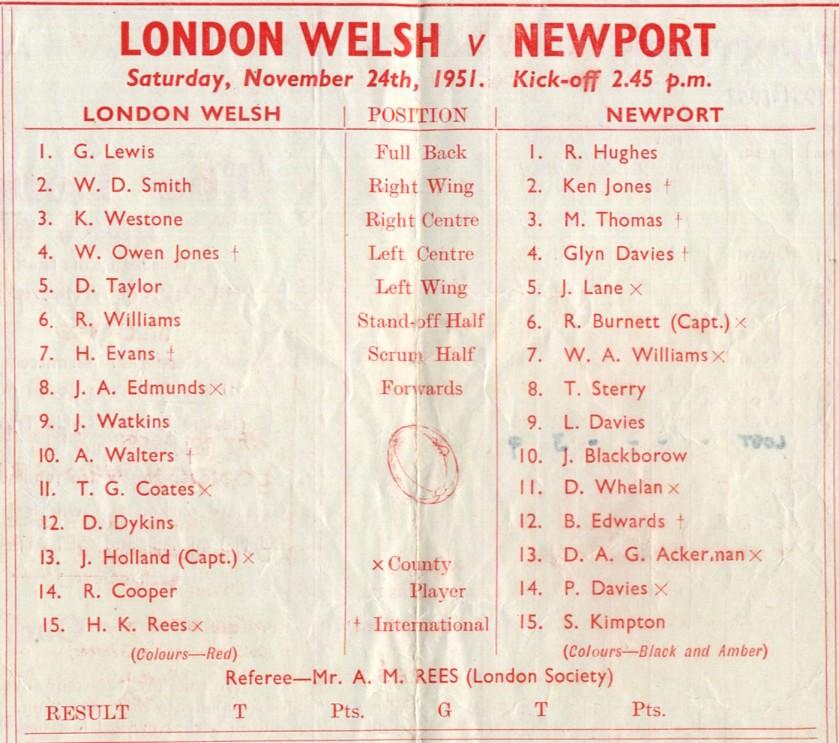 LONDON WELSH v NEWPORT
Saturday, November 24th, 1951. Kick-off 2.45 p.m.
LONDON WELSH | POSITION | NEWPORT
1. G. Lewis Full Back 1. R. Hughes
2. W. D. Smith Right Wing 2. Ken Jones †
3. K. Westone Right Centre 3. M. Thomas †
4. W. Owen Jones † Left Centre 4. Glyn Davies †
5. D. Taylor Left Wing 5. J. Lane ×
6. R. Williams Stand-off Half 6. R. Burnett (Capt.) ×
7. H. Evans † Scrum Half 7. W. A. Williams ×
8. J. A. Edmunds × Forwards 8. T. Sterry
9. J. Watkins 9. L. Davies
10. A. Walters † 10. J. Blackborow
11. T. G. Coates × 11. D. Whelan ×
12. D. Dykins 12. B. Edwards †
13. J. Holland (Capt.) × × County 13. D. A. G. Ackerman ×
14. R. Cooper Player 14. P. Davies ×
15. H. K. Rees × † International 15. S. Kimpton
(Colours—Red) (Colours—Black and Amber)
Referee—Mr. A. M. REES (London Society)
RESULT T Pts. G T Pts.